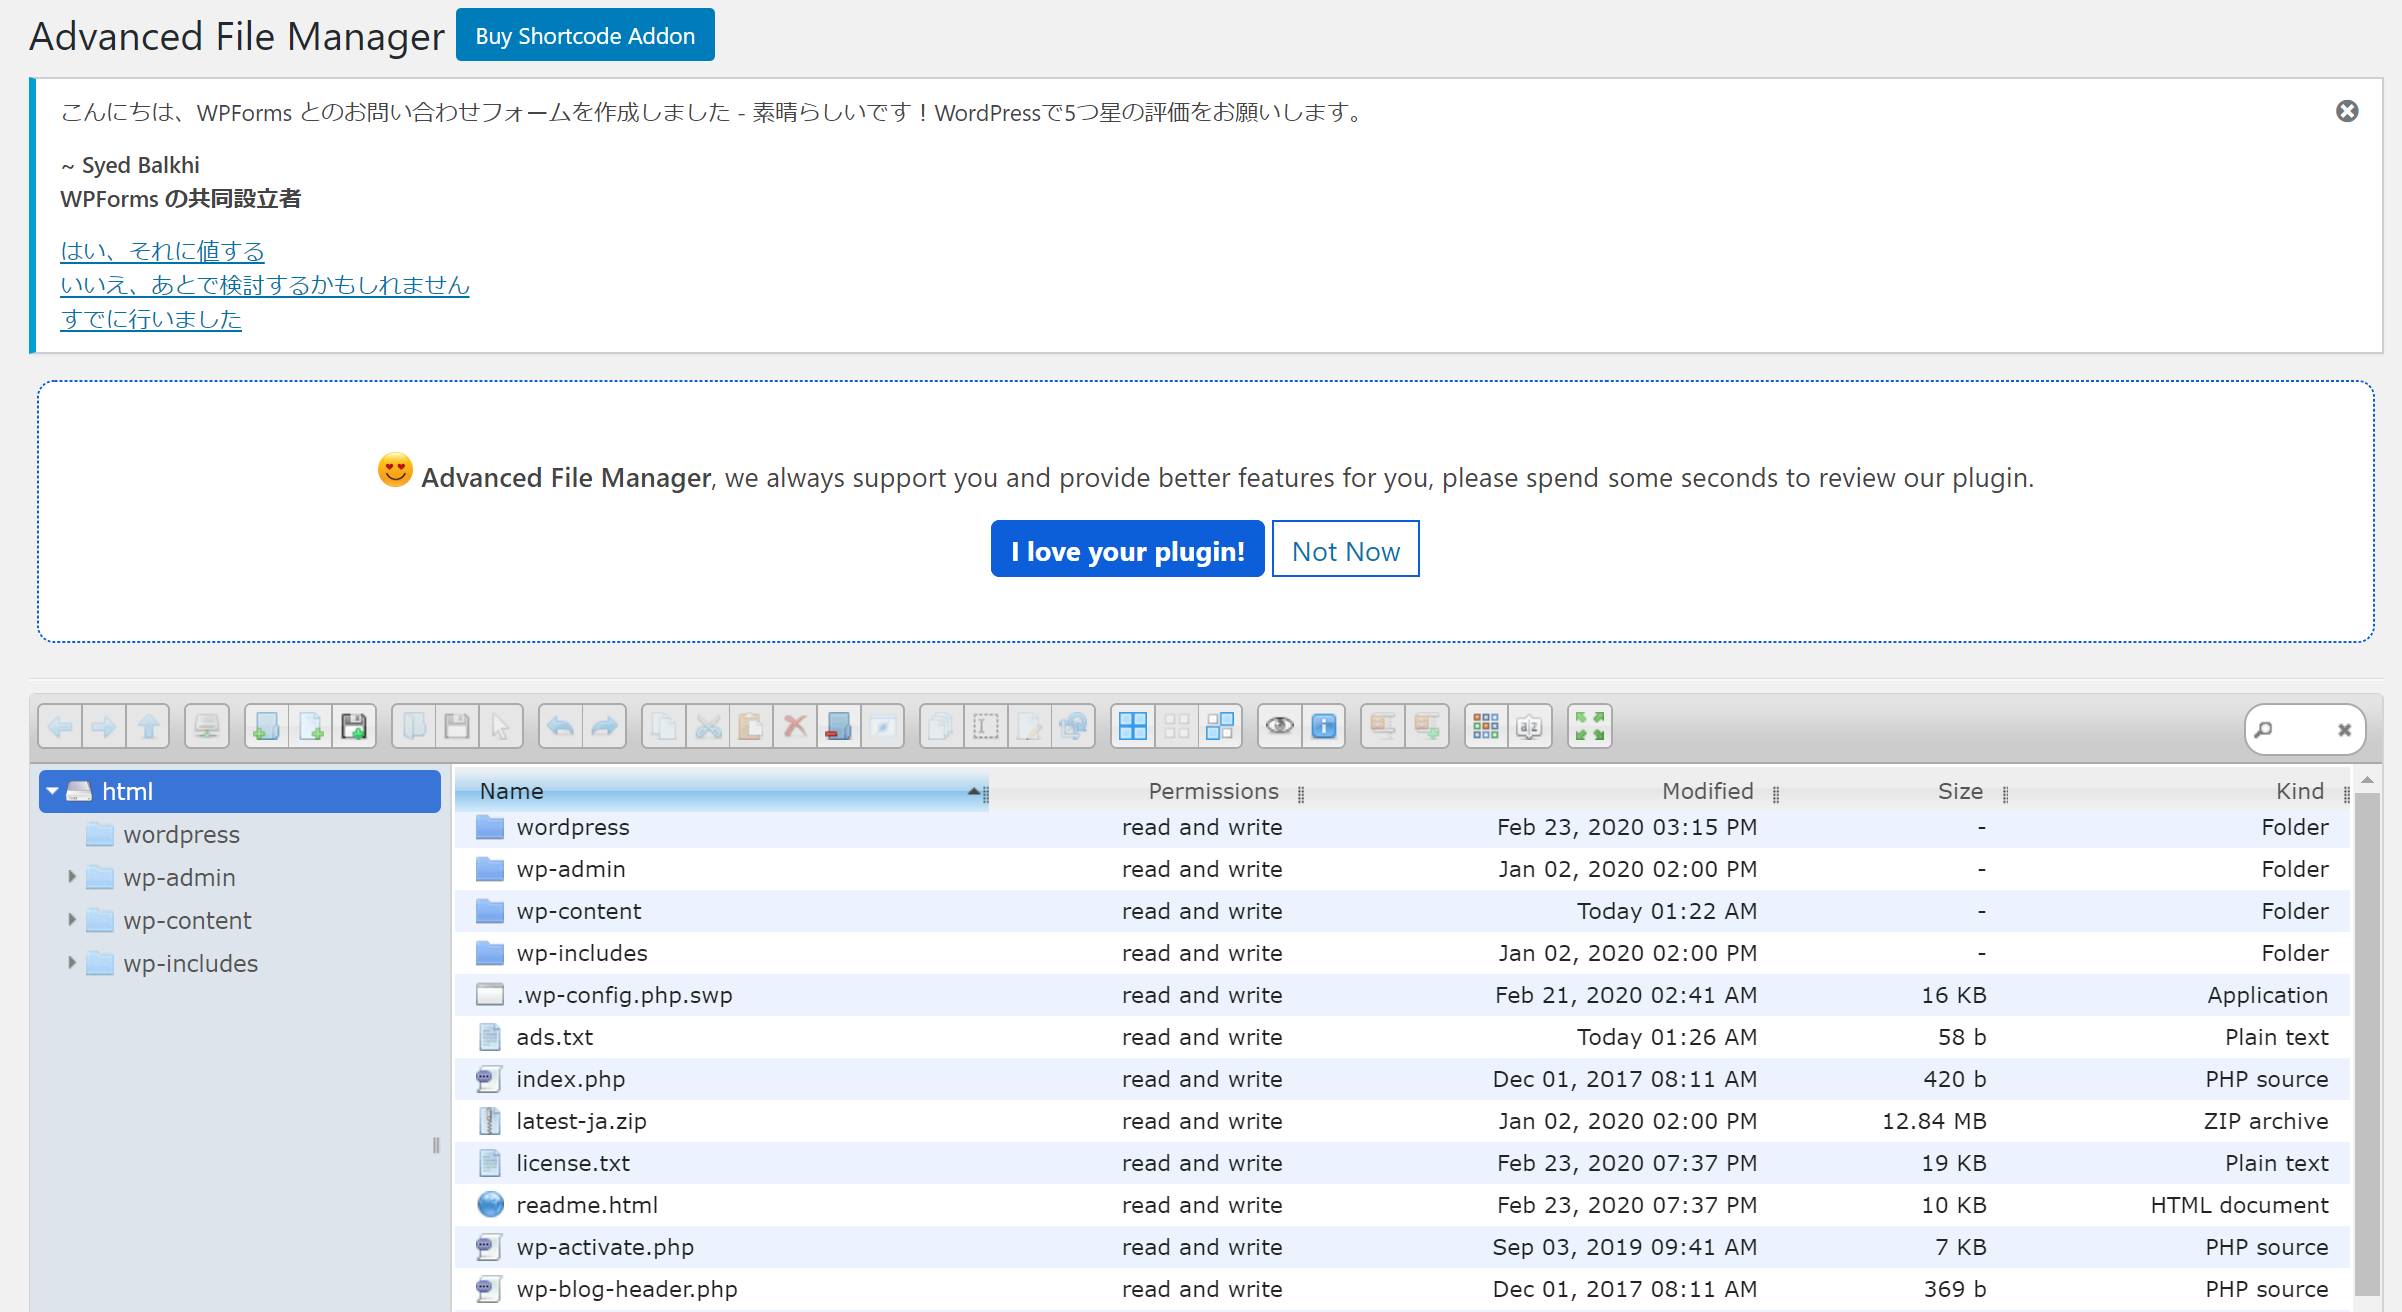 Advanced File Manager Buy Shortcode Addon
こんにちは、WPForms とのお問い合わせフォームを作成しました - 素晴らしいです！WordPressで5つ星の評価をお願いします。
~ Syed Balkhi
WPForms の共同設立者
はい、それに値する
いいえ、あとで検討するかもしれません
すでに行いました
Advanced File Manager, we always support you and provide better features for you, please spend some seconds to review our plugin.
I love your plugin! Not Now
html
wordpress
wp-admin
wp-content
wp-includes
Name Permissions Modified Size Kind
wordpress read and write Feb 23, 2020 03:15 PM - Folder
wp-admin read and write Jan 02, 2020 02:00 PM - Folder
wp-content read and write Today 01:22 AM - Folder
wp-includes read and write Jan 02, 2020 02:00 PM - Folder
.wp-config.php.swp read and write Feb 21, 2020 02:41 AM 16 KB Application
ads.txt read and write Today 01:26 AM 58 b Plain text
index.php read and write Dec 01, 2017 08:11 AM 420 b PHP source
latest-ja.zip read and write Jan 02, 2020 02:00 PM 12.84 MB ZIP archive
license.txt read and write Feb 23, 2020 07:37 PM 19 KB Plain text
readme.html read and write Feb 23, 2020 07:37 PM 10 KB HTML document
wp-activate.php read and write Sep 03, 2019 09:41 AM 7 KB PHP source
wp-blog-header.php read and write Dec 01, 2017 08:11 AM 369 b PHP source